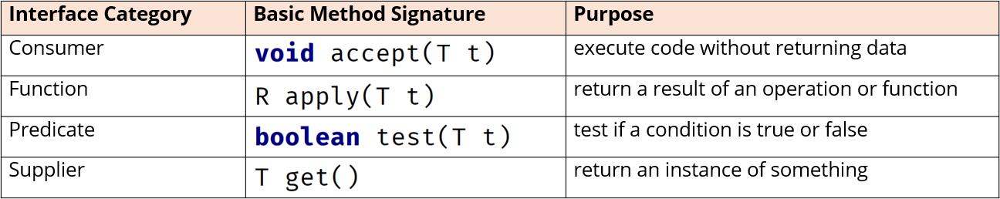 Interface Category Basic Method Signature Purpose
Consumer void accept(T t) execute code without returning data
Function R apply(T t) return a result of an operation or function
Predicate boolean test(T t) test if a condition is true or false
Supplier T get() return an instance of something